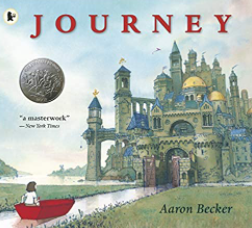 JOURNEY
"a masterwork"
— New York Times
Aaron Becker